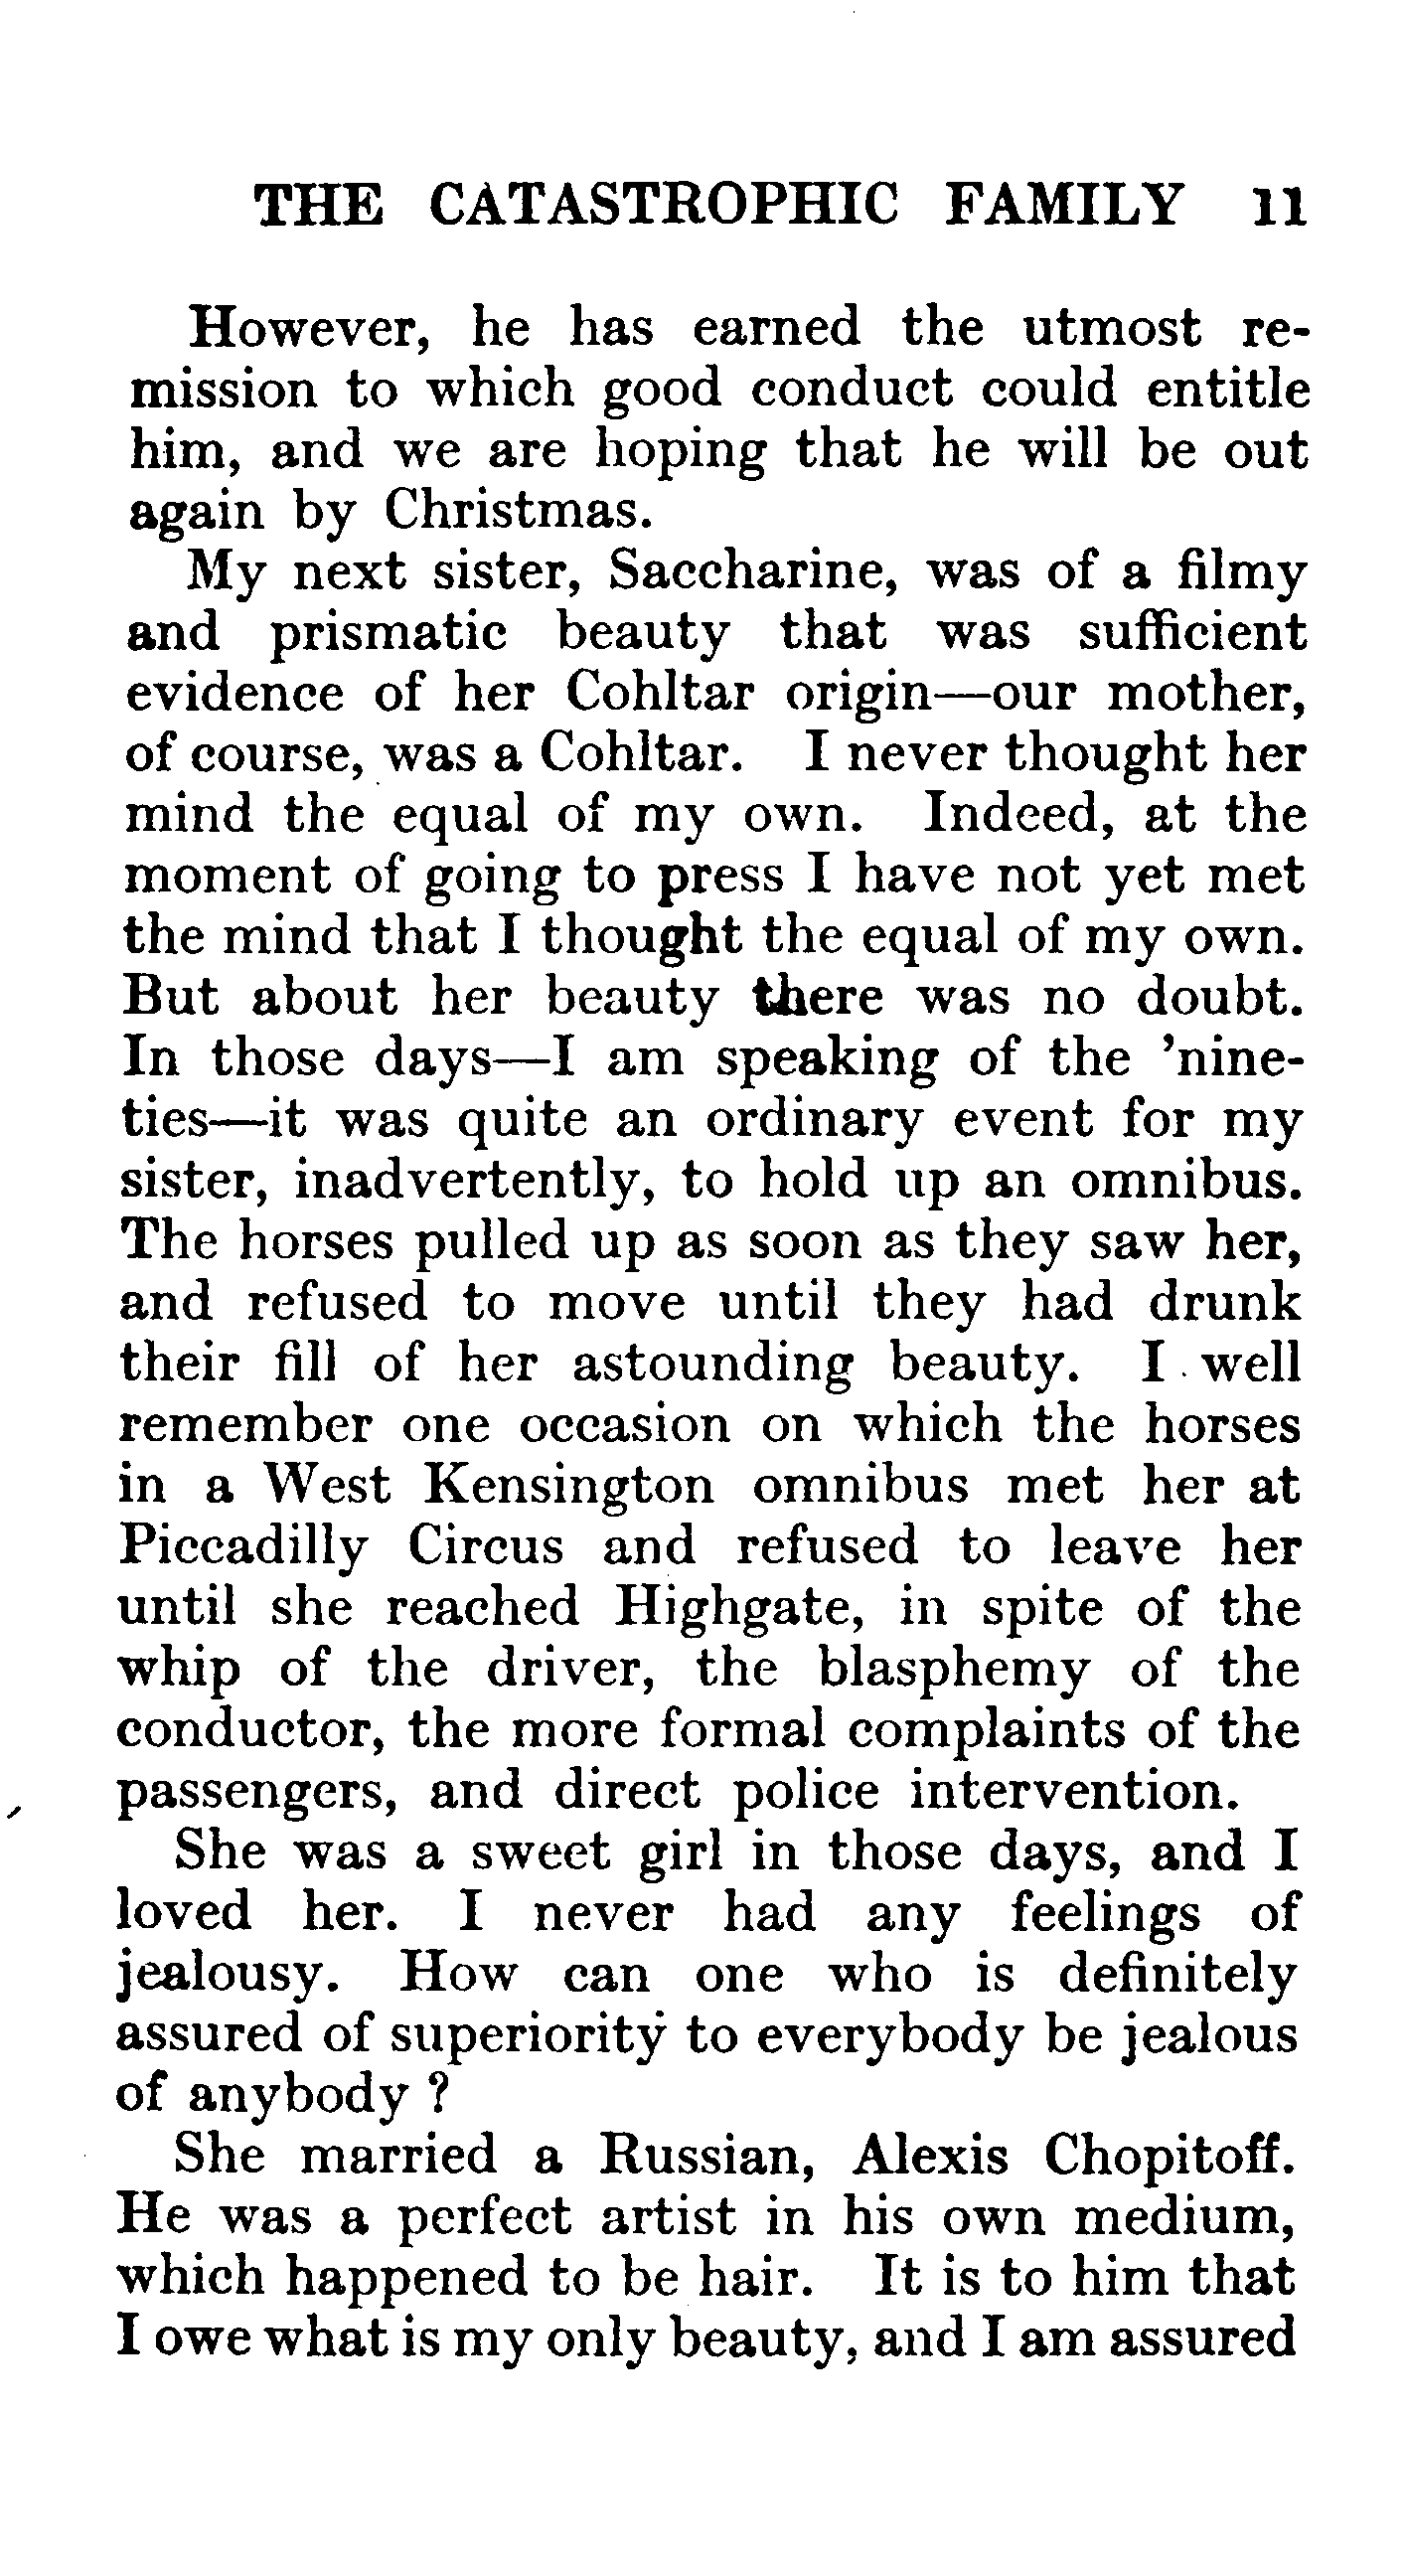 THE CATASTROPHIC FAMILY 11
However, he has earned the utmost re-
mission to which good conduct could entitle
him, and we are hoping that he will be out
again by Christmas.
My next sister, Saccharine, was of a filmy
and prismatic beauty that was sufficient
evidence of her Cohltar origin—our mother,
of course, was a Cohltar. I never thought her
mind the equal of my own. Indeed, at the
moment of going to press I have not yet met
the mind that I thought the equal of my own.
But about her beauty there was no doubt.
In those days—I am speaking of the ’nine-
ties—it was quite an ordinary event for my
sister, inadvertently, to hold up an omnibus.
The horses pulled up as soon as they saw her,
and refused to move until they had drunk
their fill of her astounding beauty. I well
remember one occasion on which the horses
in a West Kensington omnibus met her at
Piccadilly Circus and refused to leave her
until she reached Highgate, in spite of the
whip of the driver, the blasphemy of the
conductor, the more formal complaints of the
passengers, and direct police intervention.
She was a sweet girl in those days, and I
loved her. I never had any feelings of
jealousy. How can one who is definitely
assured of superiority to everybody be jealous
of anybody ?
She married a Russian, Alexis Chopitoff.
He was a perfect artist in his own medium,
which happened to be hair. It is to him that
I owe what is my only beauty, and I am assured